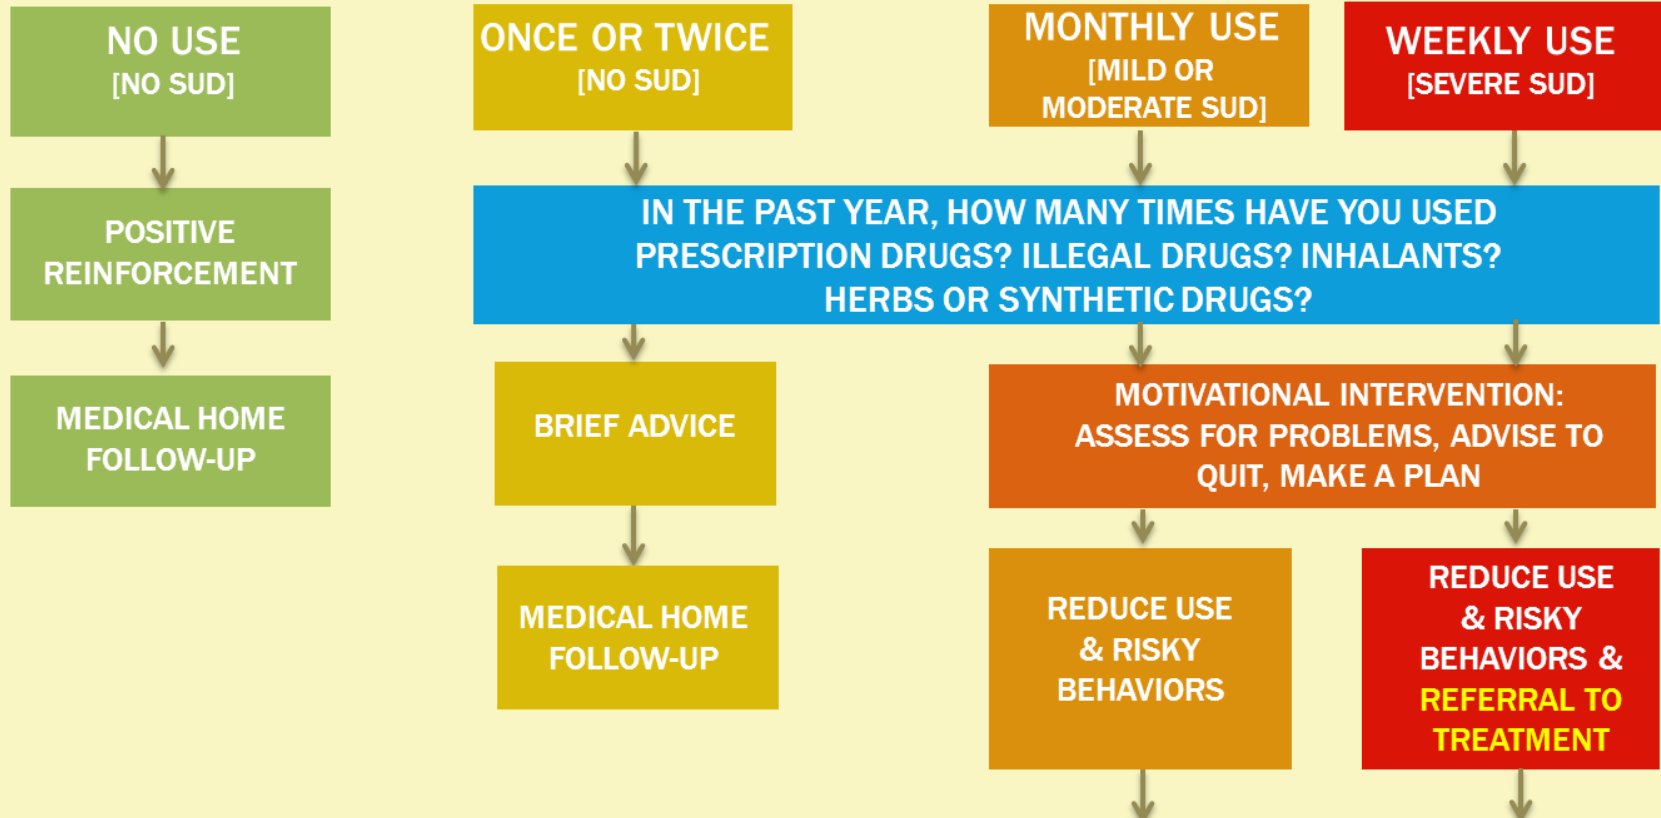 NO USE
[NO SUD]
ONCE OR TWICE
[NO SUD]
MONTHLY USE
[MILD OR
MODERATE SUD]
WEEKLY USE
[SEVERE SUD]
POSITIVE
REINFORCEMENT
IN THE PAST YEAR, HOW MANY TIMES HAVE YOU USED
PRESCRIPTION DRUGS? ILLEGAL DRUGS? INHALANTS?
HERBS OR SYNTHETIC DRUGS?
MEDICAL HOME
FOLLOW-UP
BRIEF ADVICE
MOTIVATIONAL INTERVENTION:
ASSESS FOR PROBLEMS, ADVISE TO
QUIT, MAKE A PLAN
MEDICAL HOME
FOLLOW-UP
REDUCE USE
& RISKY
BEHAVIORS
REDUCE USE
& RISKY
BEHAVIORS &
REFERRAL TO
TREATMENT